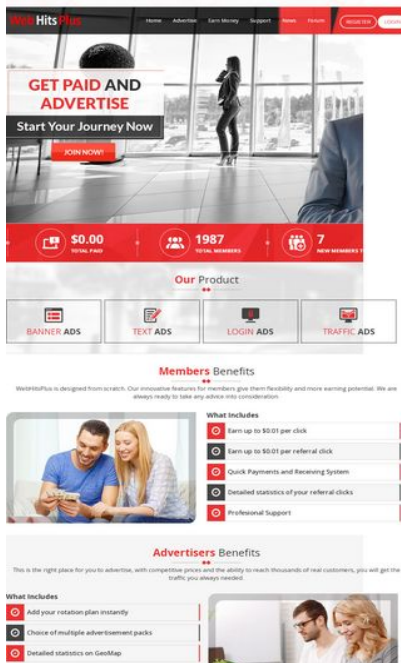 Web Hits Plus
Home Advertise Earn Money Support News Forum REGISTER LOGIN
GET PAID AND
ADVERTISE
Start Your Journey Now
JOIN NOW!
$0.00
TOTAL PAID
1987
TOTAL MEMBERS
7
NEW MEMBERS T
Our Product
BANNER ADS
TEXT ADS
LOGIN ADS
TRAFFIC ADS
Members Benefits
WebHitsPlus is designed from scratch. Our innovative features for members give them flexibility and more earning potential. We are
always ready to take any advice into consideration
What Includes
Earn up to $0.01 per click
Earn up to $0.01 per referral click
Quick Payments and Receiving System
Detailed statistics of your referral clicks
Profesional Support
Advertisers Benefits
This is the right place for you to advertise, with competitive prices and the ability to reach thousands of real customers, you will get the
traffic you always needed.
What Includes
Add your rotation plan instantly
Choice of multiple advertisement packs
Detailed statistics on GeoMap